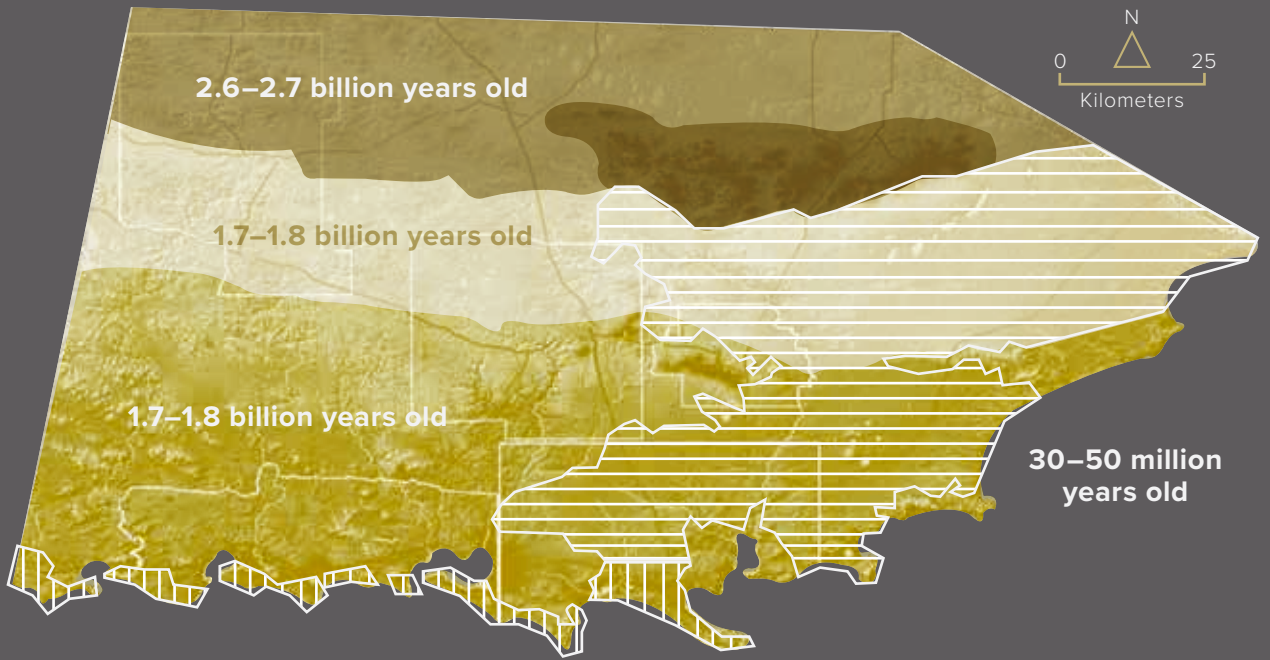 N
0 25
Kilometers
2.6–2.7 billion years old
1.7–1.8 billion years old
1.7–1.8 billion years old
30–50 million
years old